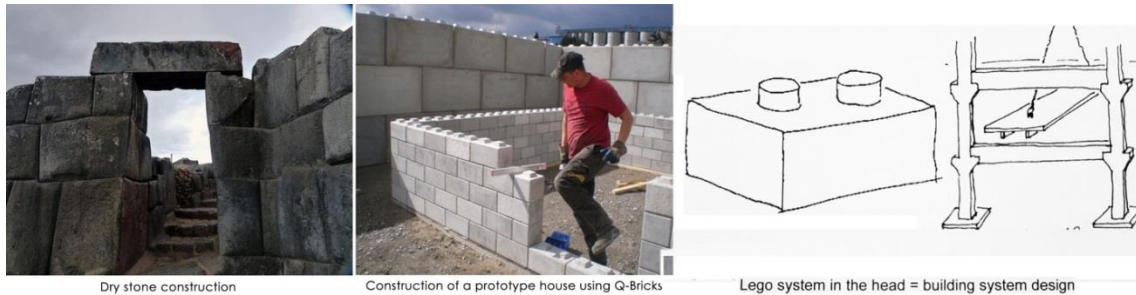 Dry stone construction
Construction of a prototype house using Q-Bricks
Lego system in the head = building system design